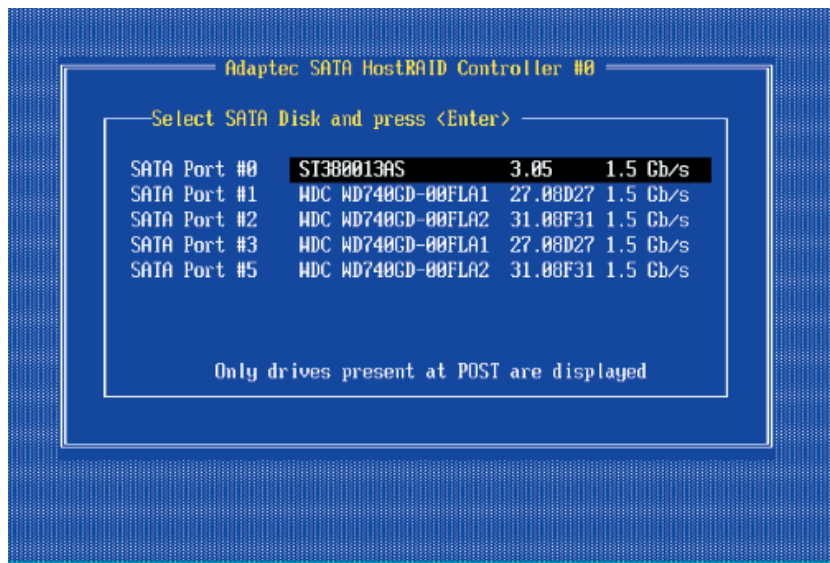 Adaptec SATA HostRAID Controller #0
Select SATA Disk and press <Enter>
SATA Port #0 ST380013AS 3.05 1.5 Gb/s
SATA Port #1 WDC WD740GD-00FLA1 27.08D27 1.5 Gb/s
SATA Port #2 WDC WD740GD-00FLA2 31.08F31 1.5 Gb/s
SATA Port #3 WDC WD740GD-00FLA1 27.08D27 1.5 Gb/s
SATA Port #5 WDC WD740GD-00FLA2 31.08F31 1.5 Gb/s
Only drives present at POST are displayed